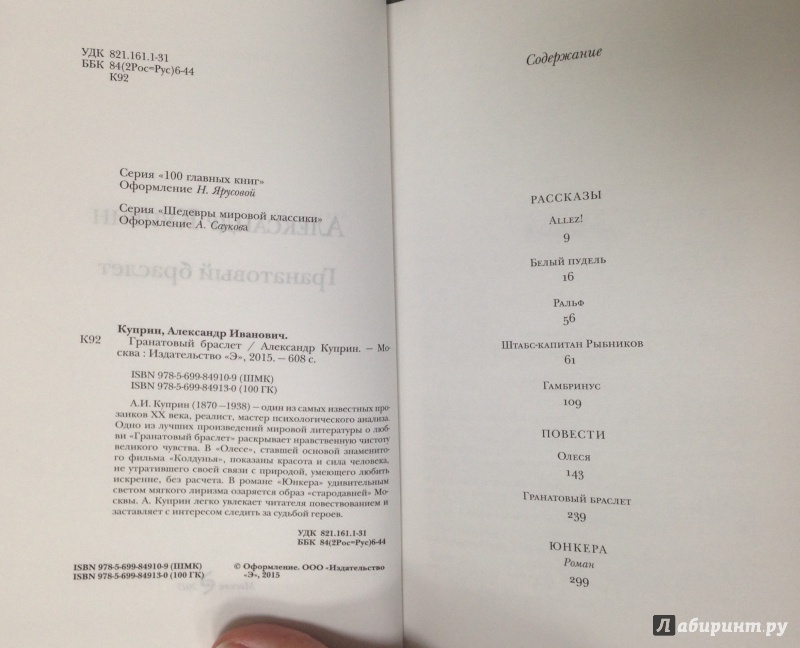 УДК 821.161.1-31
ББК 84(2Рос=Рус)6-44
К92
Серия «100 главных книг»
Оформление Н. Ярусовой
Серия «Шедевры мировой классики»
Оформление А. Саукова
Куприн, Александр Иванович.
К92 Гранатовый браслет / Александр Куприн. — Мо-
сква : Издательство «Э», 2015. — 608 с.
ISBN 978-5-699-84910-9 (ШМК)
ISBN 978-5-699-84913-0 (100 ГК)
А.И. Куприн (1870—1938) — один из самых известных про-
заиков XX века, реалист, мастер психологического анализа.
Одно из лучших произведений мировой литературы о лю-
бви «Гранатовый браслет» раскрывает нравственную чистоту
великого чувства. В «Олесе», ставшей основой знаменито-
го фильма «Колдунья», показаны красота и сила человека,
не утратившего своей связи с природой, умеющего любить
искренне, без расчета. В романе «Юнкера» удивительным
светом мягкого лиризма озаряется образ «стародавней» Мо-
сквы. А. Куприн легко увлекает читателя повествованием и
заставляет с интересом следить за судьбой героев.
УДК 821.161.1-31
ББК 84(2Рос=Рус)6-44
ISBN 978-5-699-84910-9 (ШМК)
ISBN 978-5-699-84913-0 (100 ГК)
© Оформление. ООО «Издательство
«Э», 2015
Содержание
РАССКАЗЫ
Allez!
9
Белый пудель
16
Ральф
56
Штабс-капитан Рыбников
61
Гамбринус
109
ПОВЕСТИ
Олеся
143
Гранатовый браслет
239
ЮНКЕРА
Роман
299
Лабиринт.ру